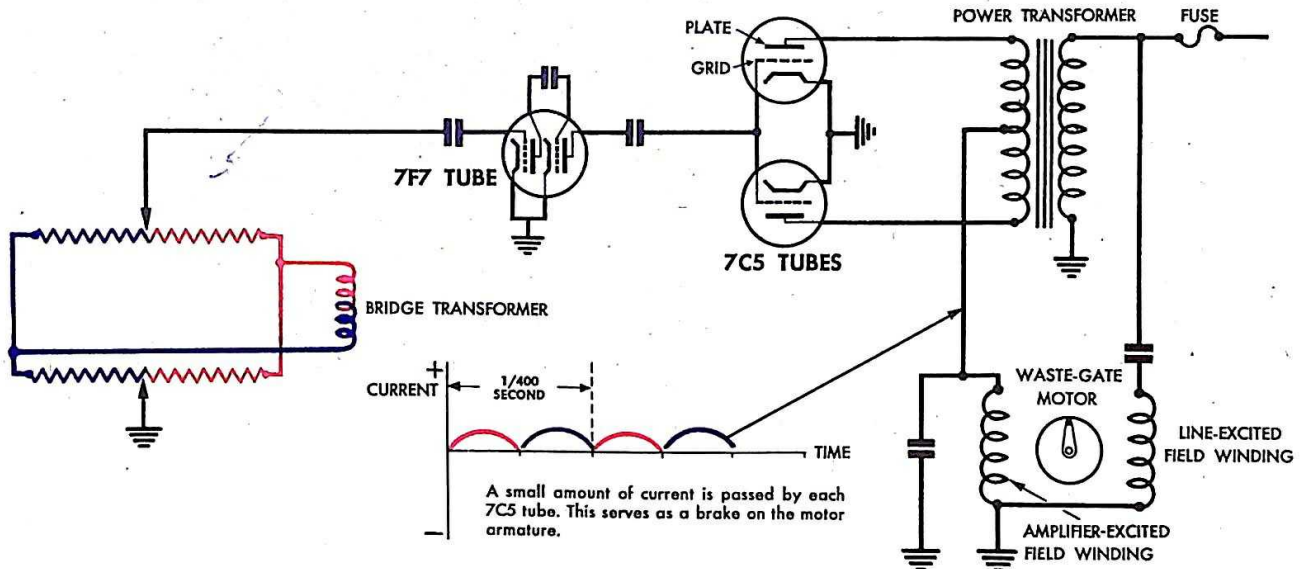 POWER TRANSFORMER
FUSE
PLATE
GRID
7F7 TUBE
7C5 TUBES
BRIDGE TRANSFORMER
+
CURRENT
1/400
SECOND
TIME
−
A small amount of current is passed by each
7C5 tube. This serves as a brake on the motor
armature.
WASTE-GATE
MOTOR
LINE-EXCITED
FIELD WINDING
AMPLIFIER-EXCITED
FIELD WINDING